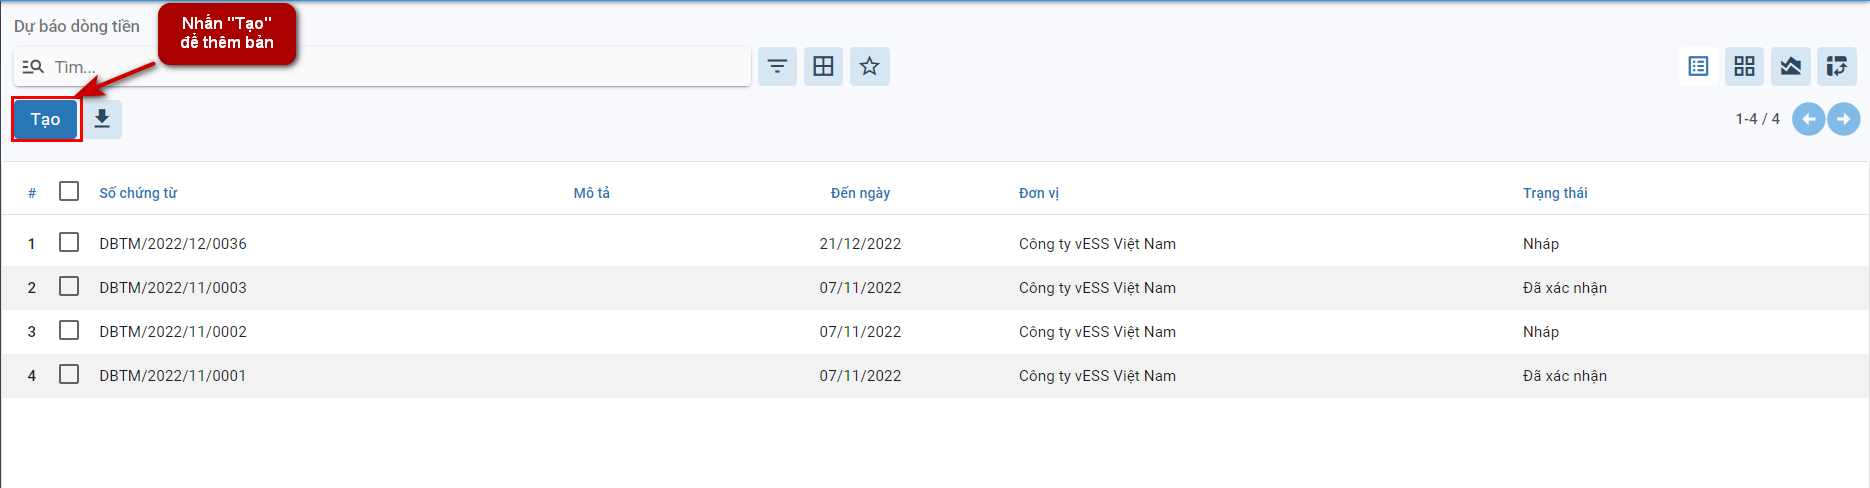 Dự báo dòng tiền
Nhấn "Tạo"
để thêm bản
Tìm...
Tạo
1-4 / 4
# Số chứng từ Mô tả Đến ngày Đơn vị Trạng thái
1 DBTM/2022/12/0036 21/12/2022 Công ty vESS Việt Nam Nháp
2 DBTM/2022/11/0003 07/11/2022 Công ty vESS Việt Nam Đã xác nhận
3 DBTM/2022/11/0002 07/11/2022 Công ty vESS Việt Nam Nháp
4 DBTM/2022/11/0001 07/11/2022 Công ty vESS Việt Nam Đã xác nhận